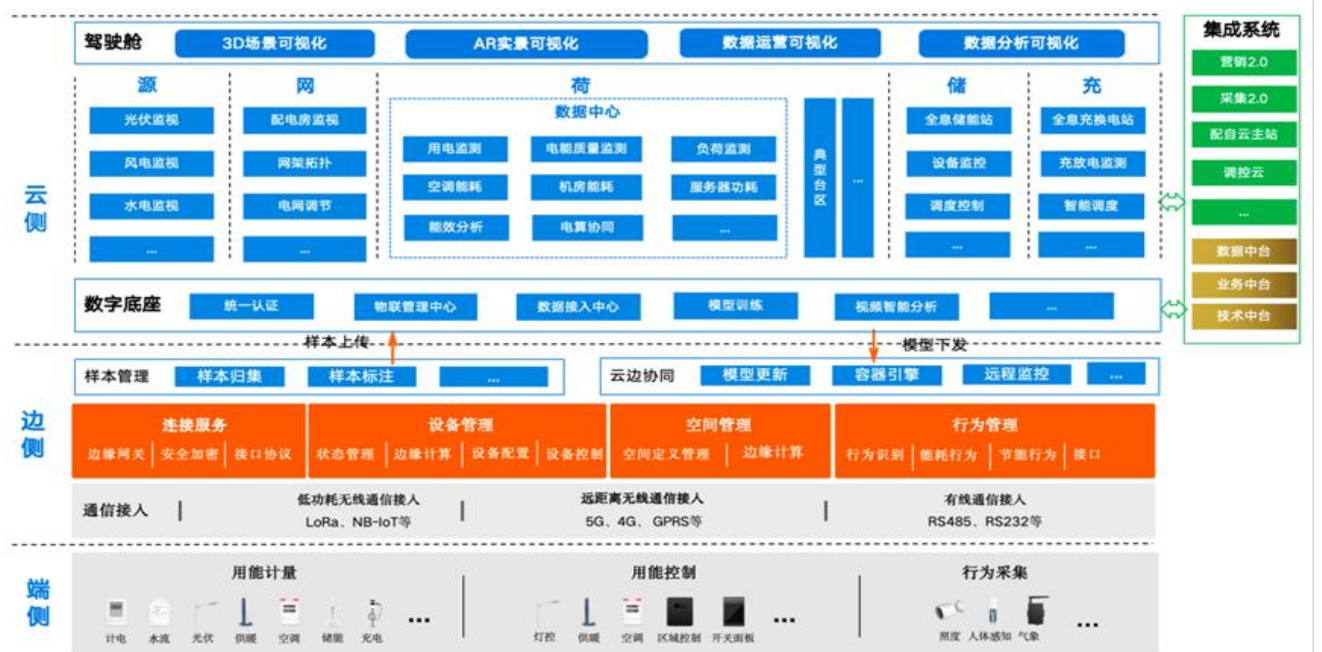 驾驶舱 3D场景可视化 AR实景可视化 数据运营可视化 数据分析可视化
源 网 荷 储 充
数据中心
光伏监视 配电房监视 全息储能站 全息充换电站
用电监测 电能质量监测 负荷监测
风电监视 网架拓扑 设备监控 充放电监测
空调能耗 机房能耗 服务器功耗
水电监视 电网调节 调度控制 智能调度
能效分析 电算协同 ...
... ... ... ...
典型台区
...
云侧
数字底座 统一认证 物联管理中心 数据接入中心 模型训练 视频智能分析 ...
集成系统
营销2.0
采集2.0
配自云主站
调控云
...
数据中台
业务中台
技术中台
样本上传 模型下发
边侧
样本管理 样本归集 样本标注 ...
云边协同 模型更新 容器引擎 远程监控 ...
连接服务 设备管理 空间管理 行为管理
边缘网关 安全加密 接口协议 状态管理 边缘计算 设备配置 设备控制 空间定义管理 边缘计算 行为识别 能耗行为 节能行为 接口
通信接入 低功耗无线通信接入 远距离无线通信接入 有线通信接入
LoRa、NB-IoT等 5G、4G、GPRS等 RS485、RS232等
端侧
用能计量 用能控制 行为采集
... ... ...
计电 水流 光伏 供暖 空调 储能 充电 灯控 供暖 空调 区域控制 开关面板 照度 人体感知 气象